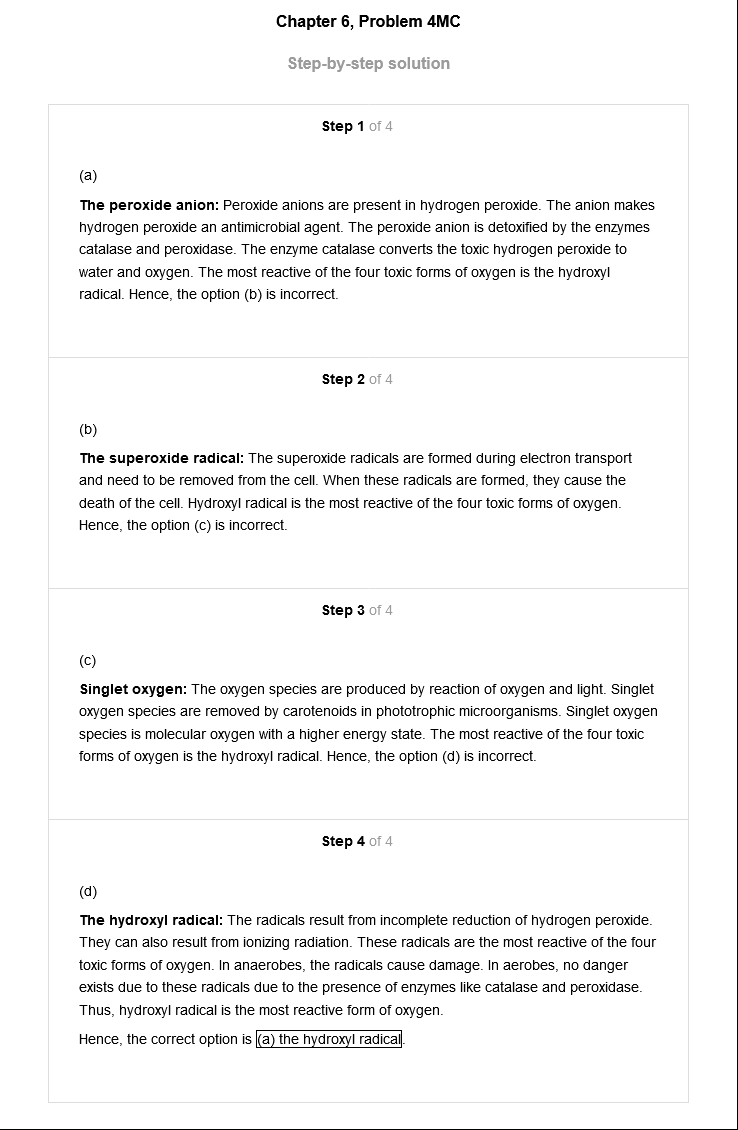 Chapter 6, Problem 4MC
Step-by-step solution
Step 1 of 4
(a)
The peroxide anion: Peroxide anions are present in hydrogen peroxide. The anion makes
hydrogen peroxide an antimicrobial agent. The peroxide anion is detoxified by the enzymes
catalase and peroxidase. The enzyme catalase converts the toxic hydrogen peroxide to
water and oxygen. The most reactive of the four toxic forms of oxygen is the hydroxyl
radical. Hence, the option (b) is incorrect.
Step 2 of 4
(b)
The superoxide radical: The superoxide radicals are formed during electron transport
and need to be removed from the cell. When these radicals are formed, they cause the
death of the cell. Hydroxyl radical is the most reactive of the four toxic forms of oxygen.
Hence, the option (c) is incorrect.
Step 3 of 4
(c)
Singlet oxygen: The oxygen species are produced by reaction of oxygen and light. Singlet
oxygen species are removed by carotenoids in phototrophic microorganisms. Singlet oxygen
species is molecular oxygen with a higher energy state. The most reactive of the four toxic
forms of oxygen is the hydroxyl radical. Hence, the option (d) is incorrect.
Step 4 of 4
(d)
The hydroxyl radical: The radicals result from incomplete reduction of hydrogen peroxide.
They can also result from ionizing radiation. These radicals are the most reactive of the four
toxic forms of oxygen. In anaerobes, the radicals cause damage. In aerobes, no danger
exists due to these radicals due to the presence of enzymes like catalase and peroxidase.
Thus, hydroxyl radical is the most reactive form of oxygen.
Hence, the correct option is (a) the hydroxyl radical.